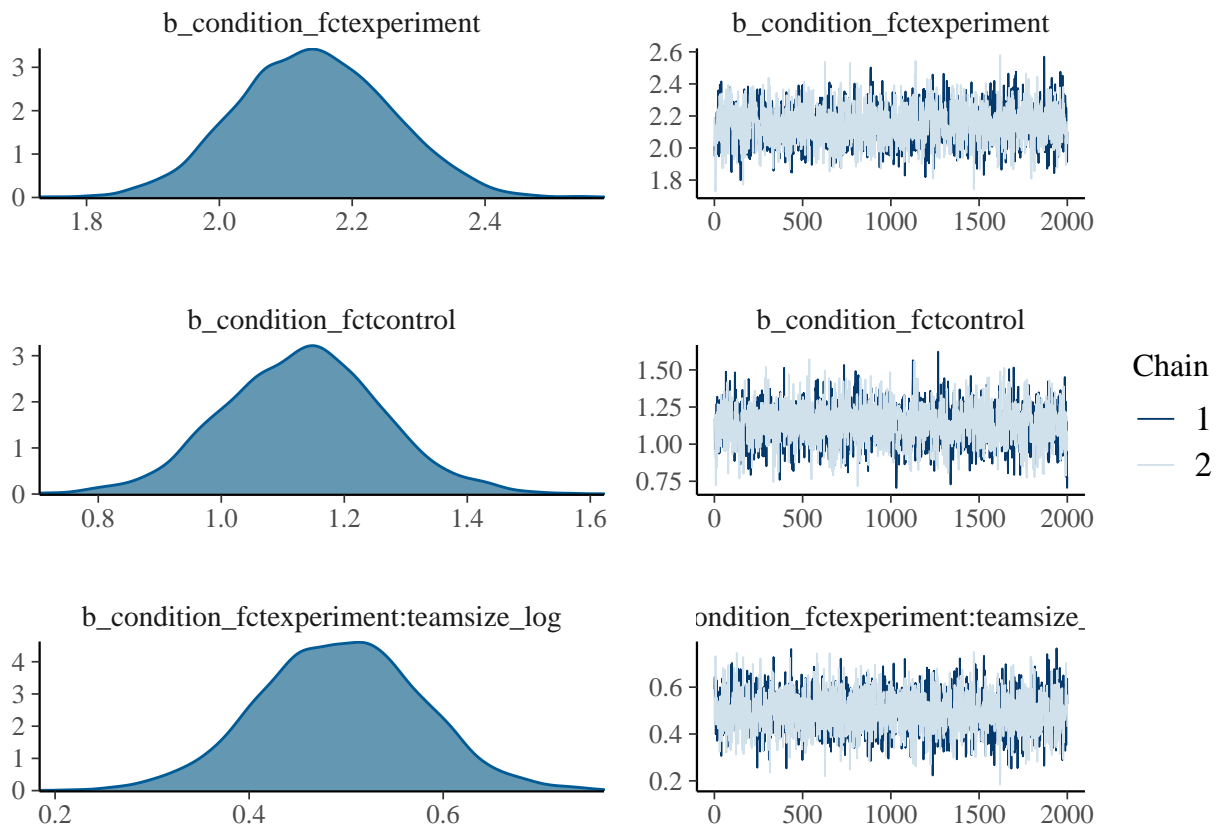 b_condition_fctexperiment
3
2
1
0
1.8 2.0 2.2 2.4
b_condition_fctexperiment
2.6
2.4
2.2
2.0
1.8
0 500 1000 1500 2000
b_condition_fctcontrol
3
2
1
0
0.8 1.0 1.2 1.4 1.6
b_condition_fctcontrol
1.50
1.25
1.00
0.75
0 500 1000 1500 2000
b_condition_fctexperiment:teamsize_log
4
3
2
1
0
0.2 0.4 0.6
ondition_fctexperiment:teamsize_
0.6
0.4
0.2
0 500 1000 1500 2000
Chain
1
2